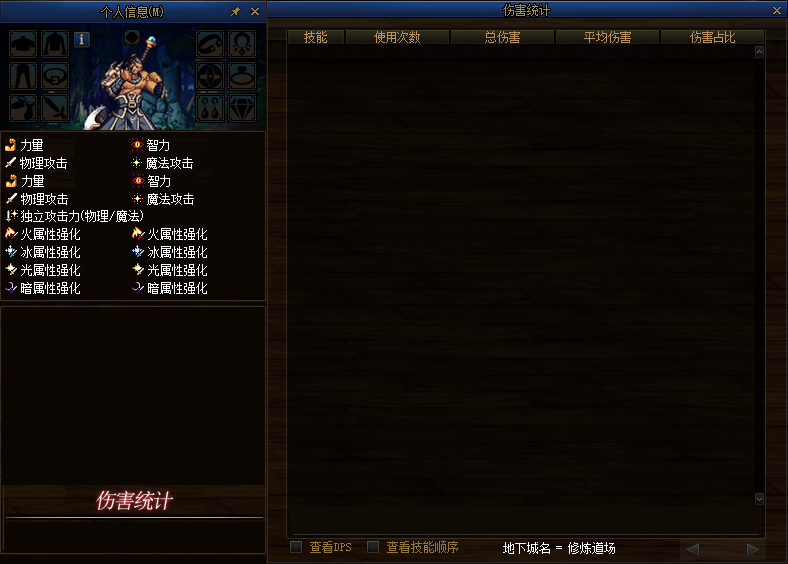 个人信息(M)
伤害统计
技能 使用次数 总伤害 平均伤害 伤害占比
力量 智力
物理攻击 魔法攻击
力量 智力
物理攻击 魔法攻击
独立攻击力(物理/魔法)
火属性强化 火属性强化
冰属性强化 冰属性强化
光属性强化 光属性强化
暗属性强化 暗属性强化
伤害统计
查看DPS 查看技能顺序 地下城名 = 修炼道场